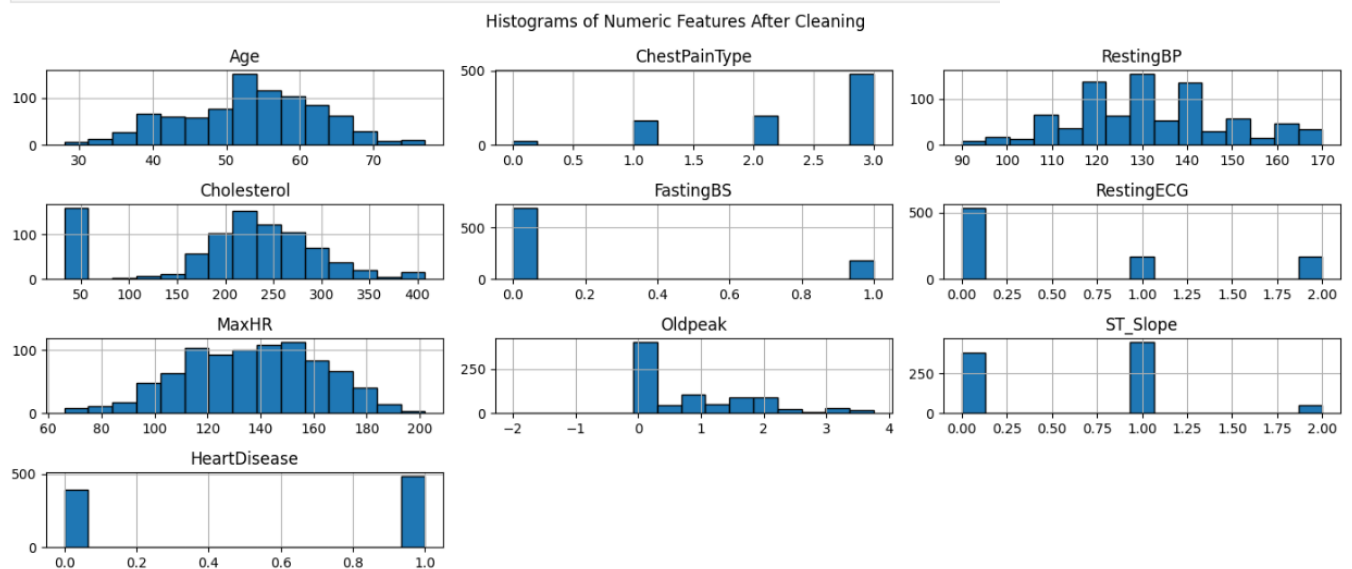 Histograms of Numeric Features After Cleaning
Age
100
0
30 40 50 60 70
ChestPainType
500
0
0.0 0.5 1.0 1.5 2.0 2.5 3.0
RestingBP
100
0
90 100 110 120 130 140 150 160 170
Cholesterol
100
0
50 100 150 200 250 300 350 400
FastingBS
500
0
0.0 0.2 0.4 0.6 0.8 1.0
RestingECG
500
0
0.00 0.25 0.50 0.75 1.00 1.25 1.50 1.75 2.00
MaxHR
100
0
60 80 100 120 140 160 180 200
Oldpeak
250
0
−2 −1 0 1 2 3 4
ST_Slope
250
0
0.00 0.25 0.50 0.75 1.00 1.25 1.50 1.75 2.00
HeartDisease
500
0
0.0 0.2 0.4 0.6 0.8 1.0